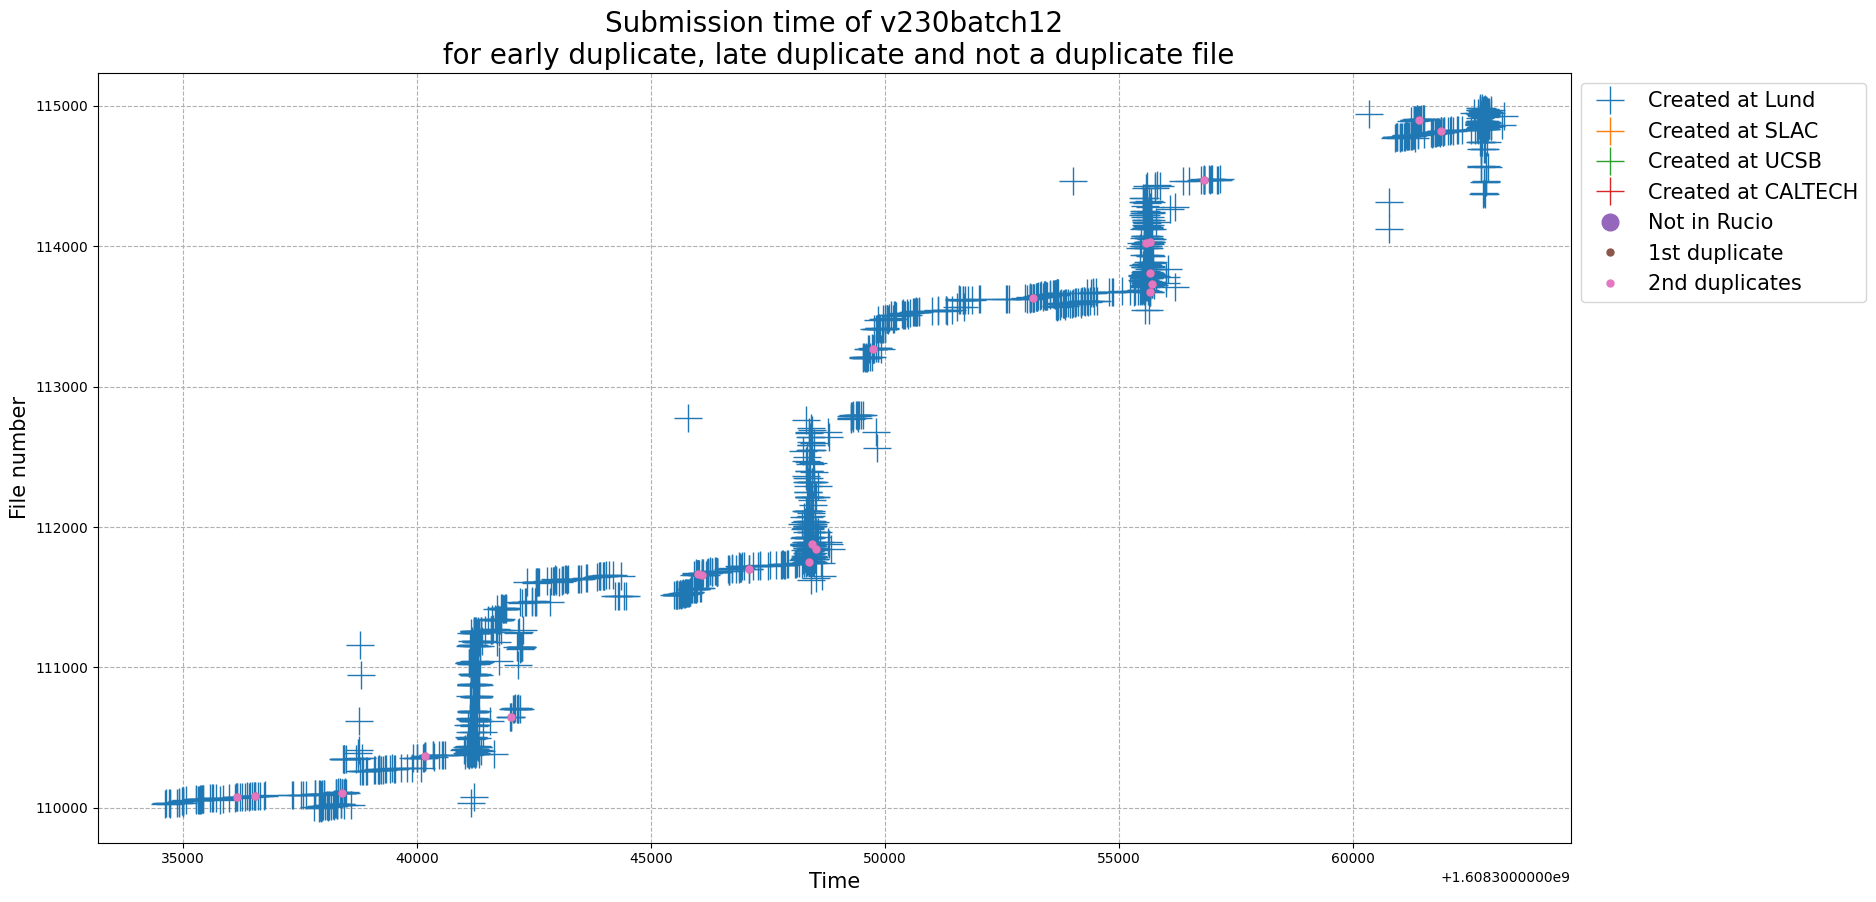 Submission time of v230batch12
for early duplicate, late duplicate and not a duplicate file
File number
115000
114000
113000
112000
111000
110000
35000
40000
45000
50000
55000
60000
Time
+1.6083000000e9
Created at Lund
Created at SLAC
Created at UCSB
Created at CALTECH
Not in Rucio
1st duplicate
2nd duplicates